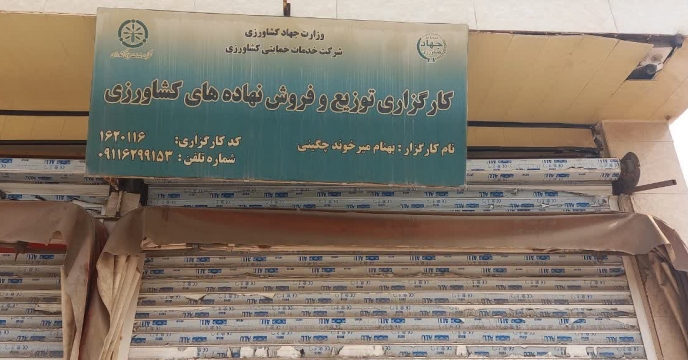 وزارت جهاد کشاورزی
شرکت خدمات حمایتی کشاورزی
جهاد
کارگزاری توزیع و فروش نهاده های کشاورزی
نام کارگزار : بهنام میرخوند چگینی
کد کارگزاری: ۱۶۲۰۱۱۶
شماره تلفن : ۰۹۱۱۶۲۹۹۱۵۳